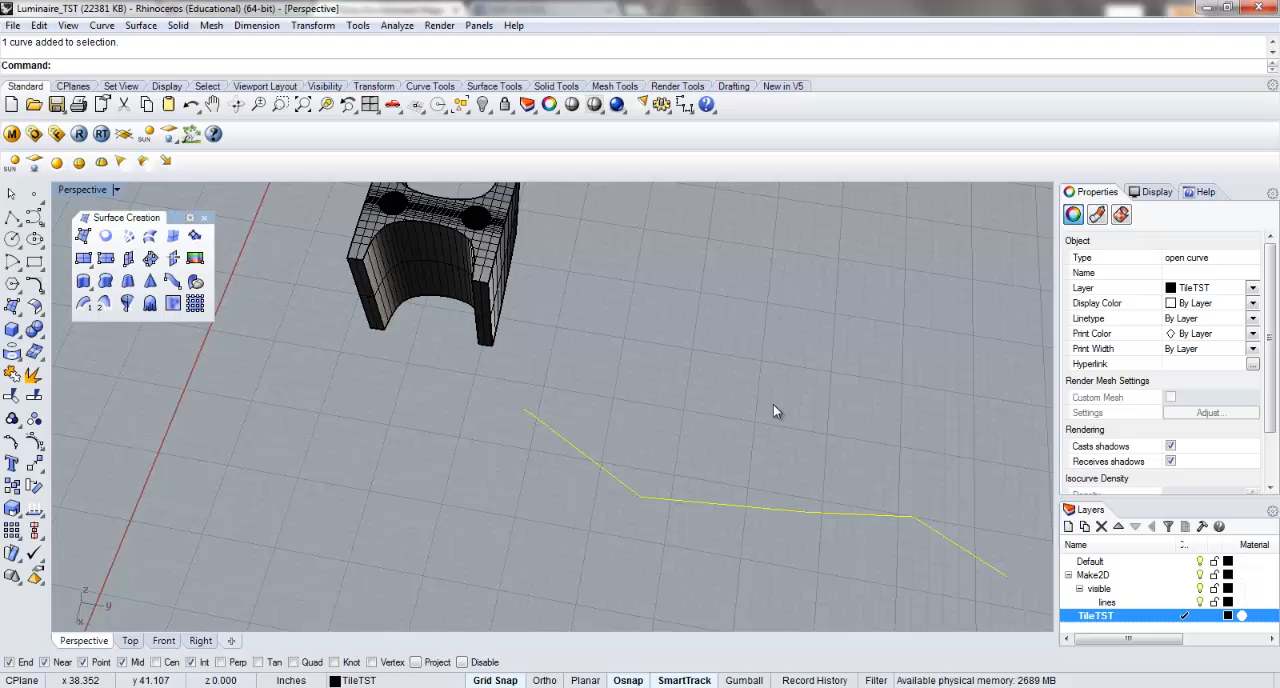 Luminaire_TST (22381 KB) - Rhinoceros (Educational) (64-bit) - [Perspective]
File Edit View Curve Surface Solid Mesh Dimension Transform Tools Analyze Render Panels Help
1 curve added to selection.
Command:
Standard CPlanes Set View Display Select Viewport Layout Visibility Transform Curve Tools Surface Tools Solid Tools Mesh Tools Render Tools Drafting New in V5
M R RT SUN
SUN
Perspective
Surface Creation
Properties Display Help
Object
Type open curve
Name
Layer TileTST
Display Color By Layer
Linetype By Layer
Print Color By Layer
Print Width By Layer
Hyperlink ...
Render Mesh Settings
Custom Mesh
Settings Adjust...
Rendering
Casts shadows
Receives shadows
Isocurve Density
Layers
Name Material
Default
Make2D
visible
lines
TileTST
z
y
x
Perspective Top Front Right
End Near Point Mid Cen Int Perp Tan Quad Knot Vertex Project Disable
CPlane x 38.352 y 41.107 z 0.000 Inches TileTST Grid Snap Ortho Planar Osnap SmartTrack Gumball Record History Filter Available physical memory: 2689 MB